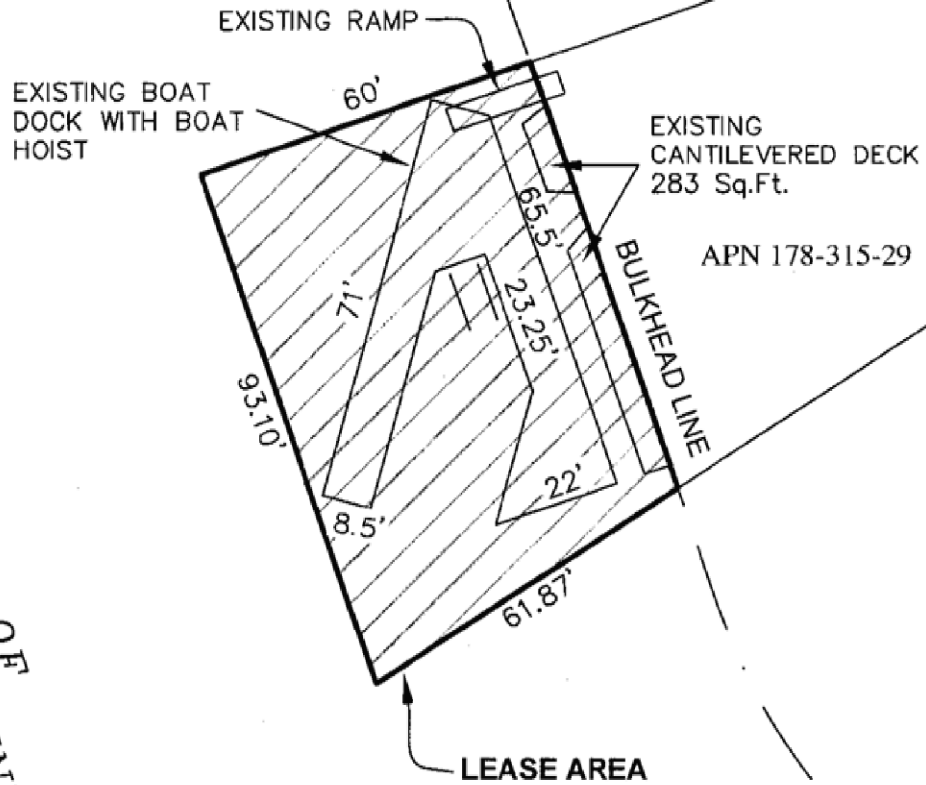 EXISTING RAMP
EXISTING BOAT
DOCK WITH BOAT
HOIST
60'
EXISTING
CANTILEVERED DECK
283 Sq.Ft.
APN 178-315-29
65.5'
71'
23.25'
BULKHEAD LINE
93.10'
22'
8.5'
61.87'
OF
LEASE AREA